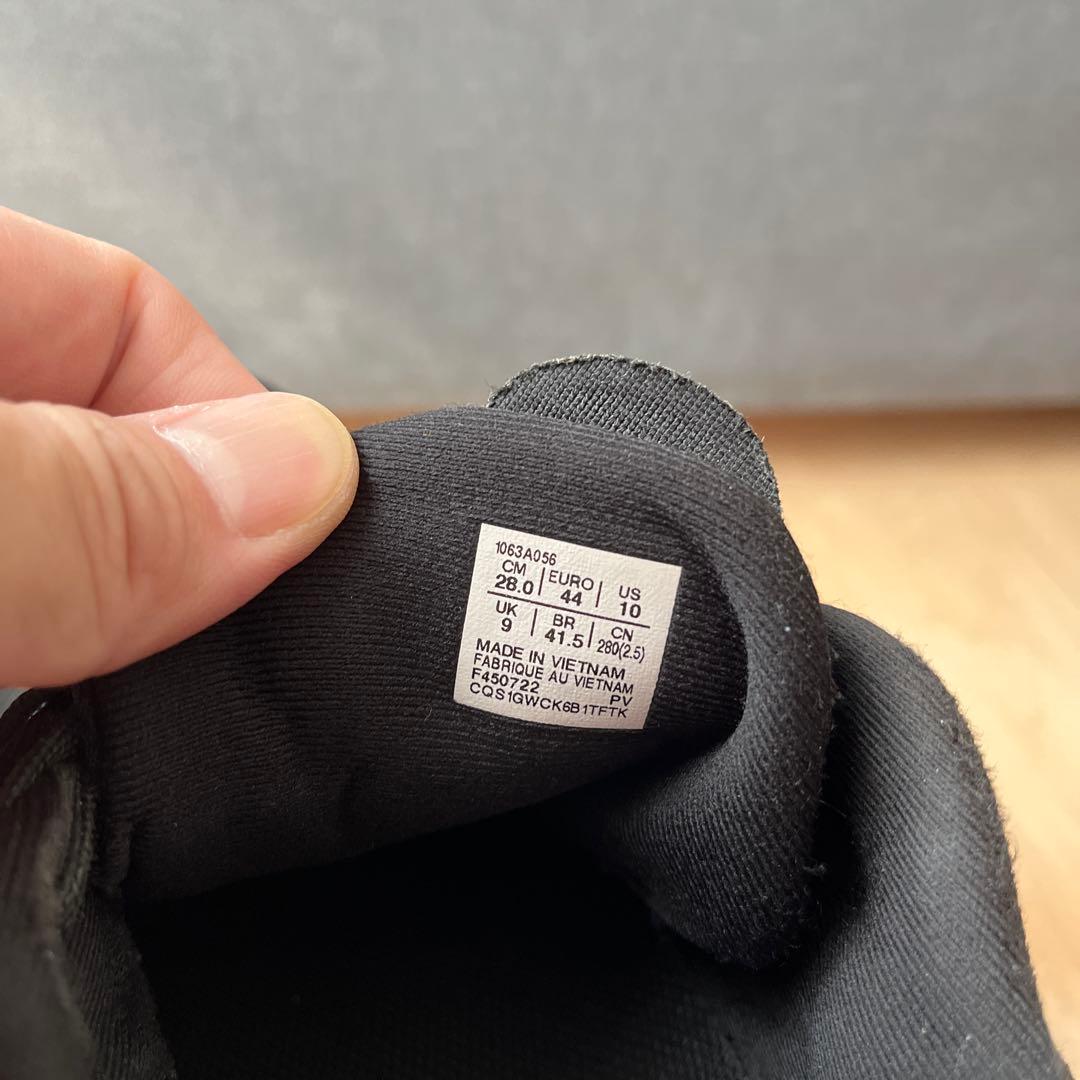 1063A056
CM | EURO | US
28.0 | 44 | 10
UK | BR | CN
9 | 41.5 | 280(2.5)
MADE IN VIETNAM
FABRIQUE AU VIETNAM
F450722 PV
CQS1GWCK6B1TFTK